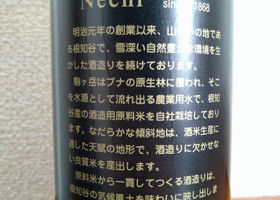 Nechi
since 1868
明治元年の創業以来、山
る根知谷で、雪深い自然豊
環境を生
かした酒造りを続けております。
駒ヶ岳はブナの原生林に覆われ、そこ
を水源として流れ出る農業用水で、根知
谷産の酒造用原料米を自社栽培しており
ます。なだらかな傾斜地は、酒米生産に
適した天賦の地形で、酒造りに欠かせな
い良質米を産出します。
原料米から一貫してつくる酒造りは、
根知谷の気候風土を味わいに映し出しま